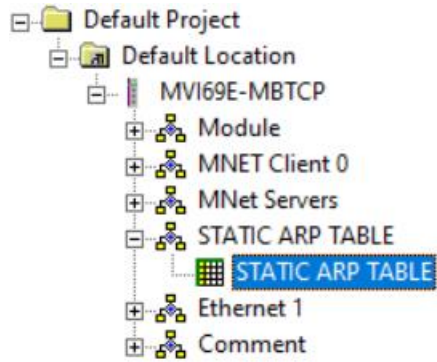 Default Project
Default Location
MVI69E-MBTCP
Module
MNET Client 0
MNet Servers
STATIC ARP TABLE
STATIC ARP TABLE
Ethernet 1
Comment